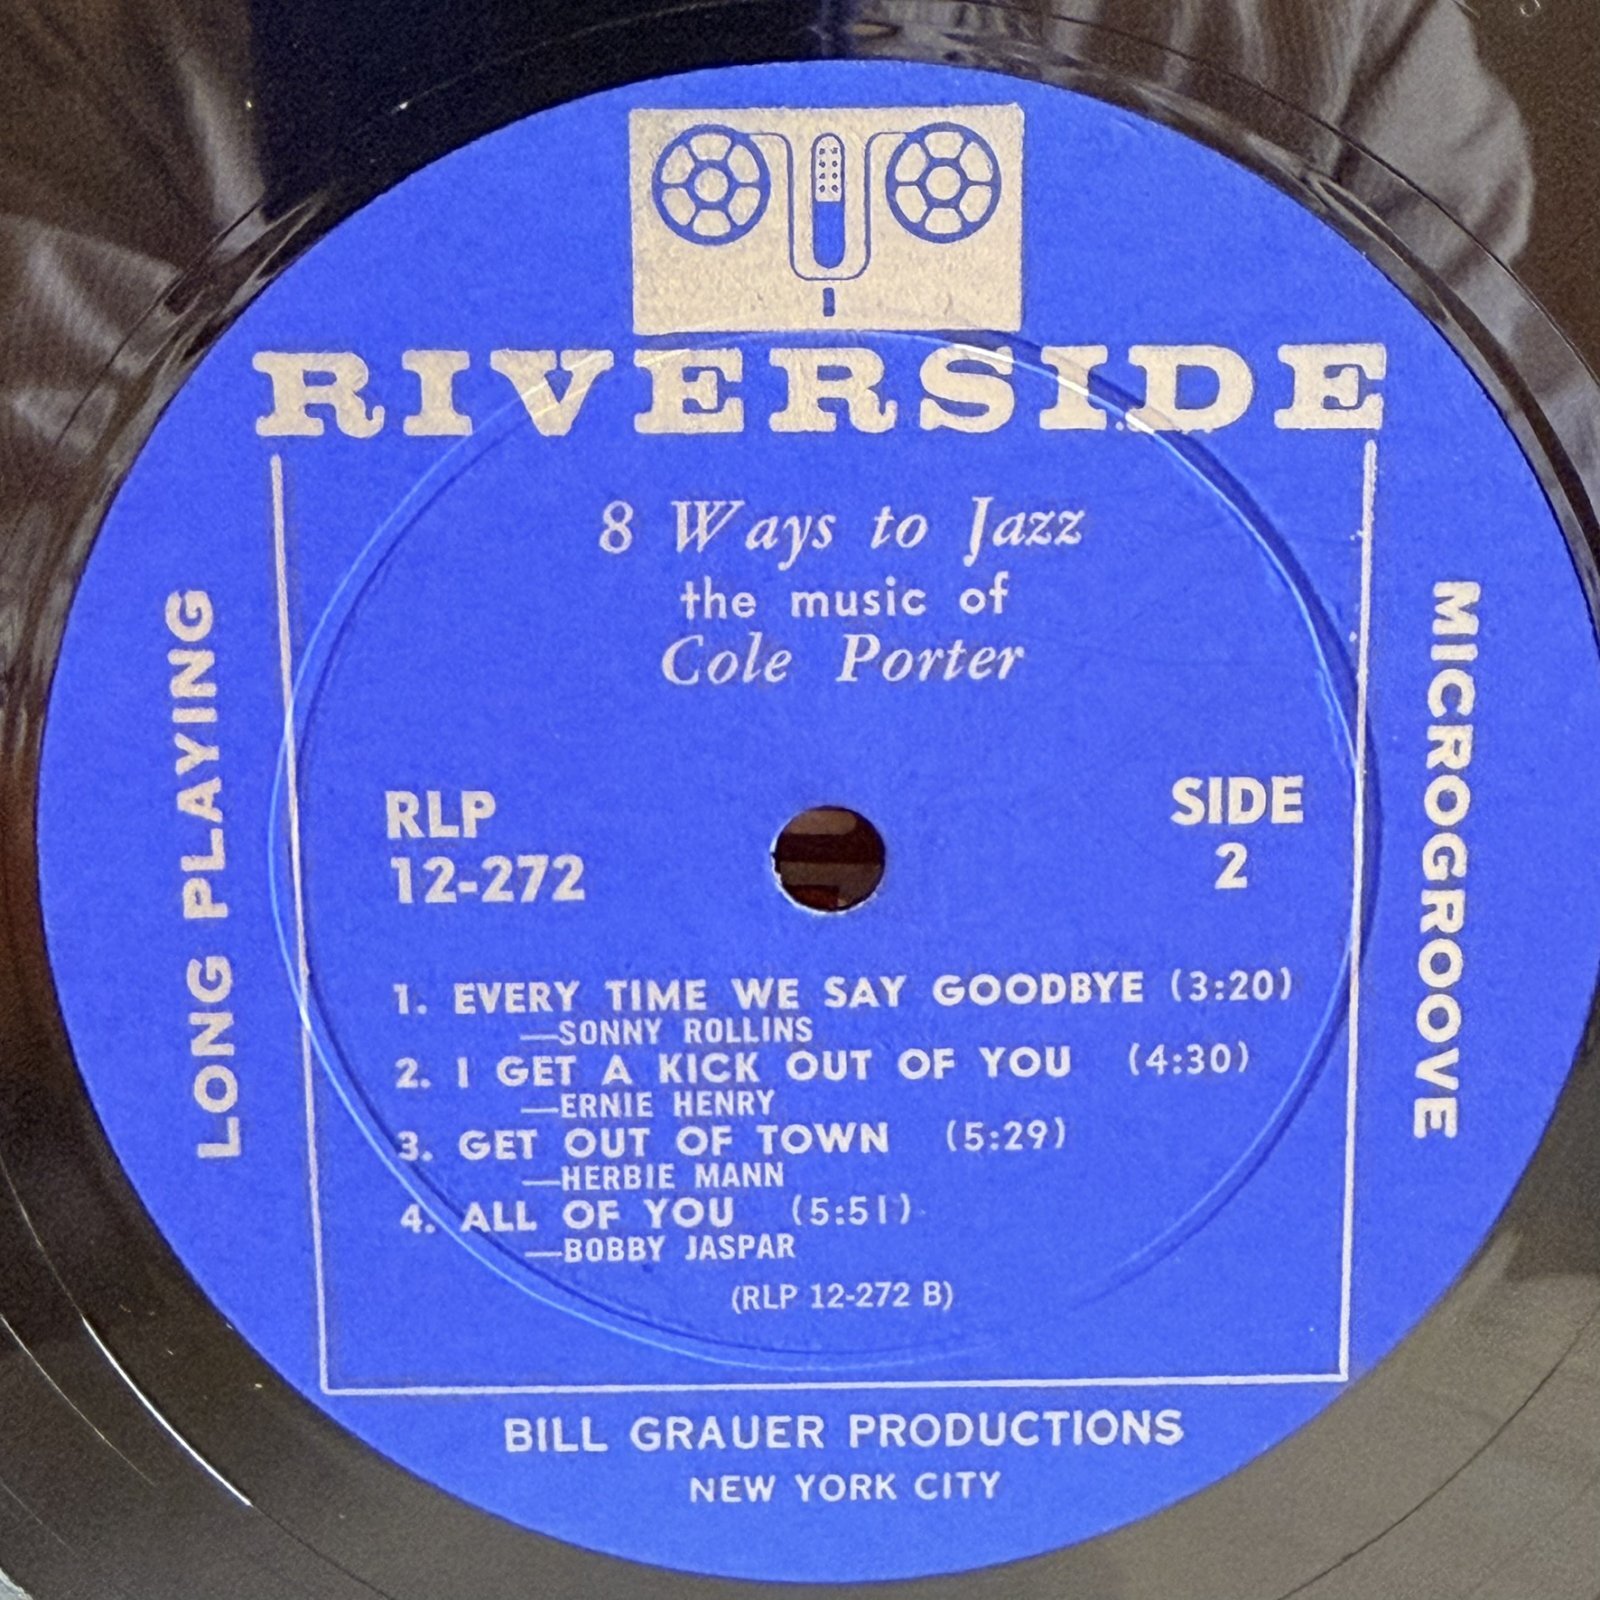 RIVERSIDE
8 Ways to Jazz
the music of
Cole Porter
LONG PLAYING
MICROGROOVE
RLP
12-272
SIDE
2
1. EVERY TIME WE SAY GOODBYE (3:20)
—SONNY ROLLINS
2. I GET A KICK OUT OF YOU (4:30)
—ERNIE HENRY
3. GET OUT OF TOWN (5:29)
—HERBIE MANN
4. ALL OF YOU (5:51)
—BOBBY JASPAR
(RLP 12-272 B)
BILL GRAUER PRODUCTIONS
NEW YORK CITY